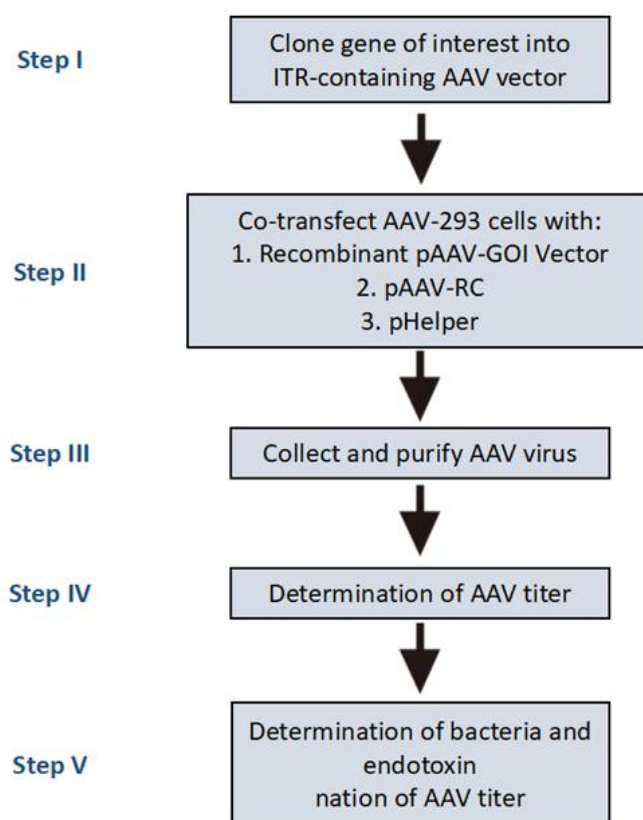 Step I
Clone gene of interest into
ITR-containing AAV vector
Step II
Co-transfect AAV-293 cells with:
1. Recombinant pAAV-GOI Vector
2. pAAV-RC
3. pHelper
Step III
Collect and purify AAV virus
Step IV
Determination of AAV titer
Step V
Determination of bacteria and
endotoxin
nation of AAV titer